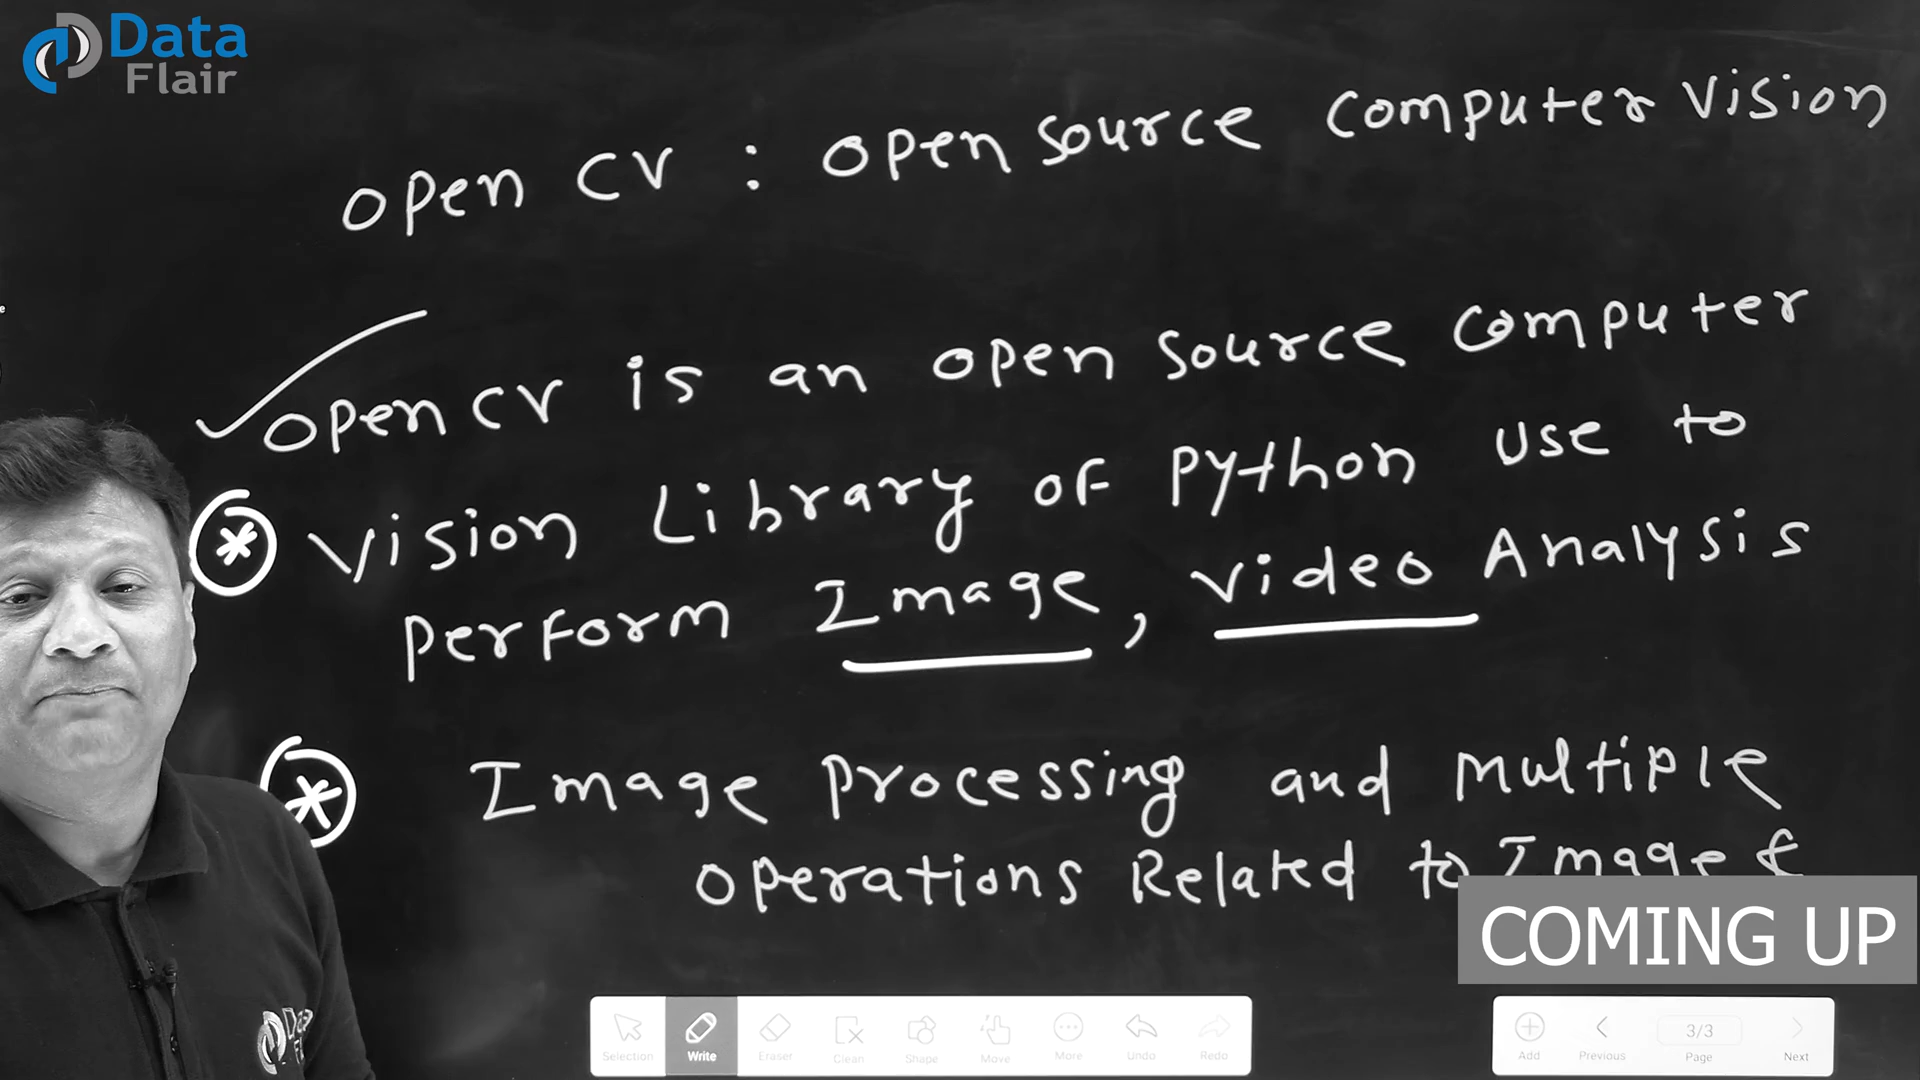 Data
Flair
open cv : open source computer vision
open cv is an open source computer
vision Library of Python use to
perform Image, video Analysis
Image processing and multiple
operations Related to Image &
COMING UP
Selection Write Eraser Clean Shape Move More Undo Redo
Add Previous 3/3 Page Next